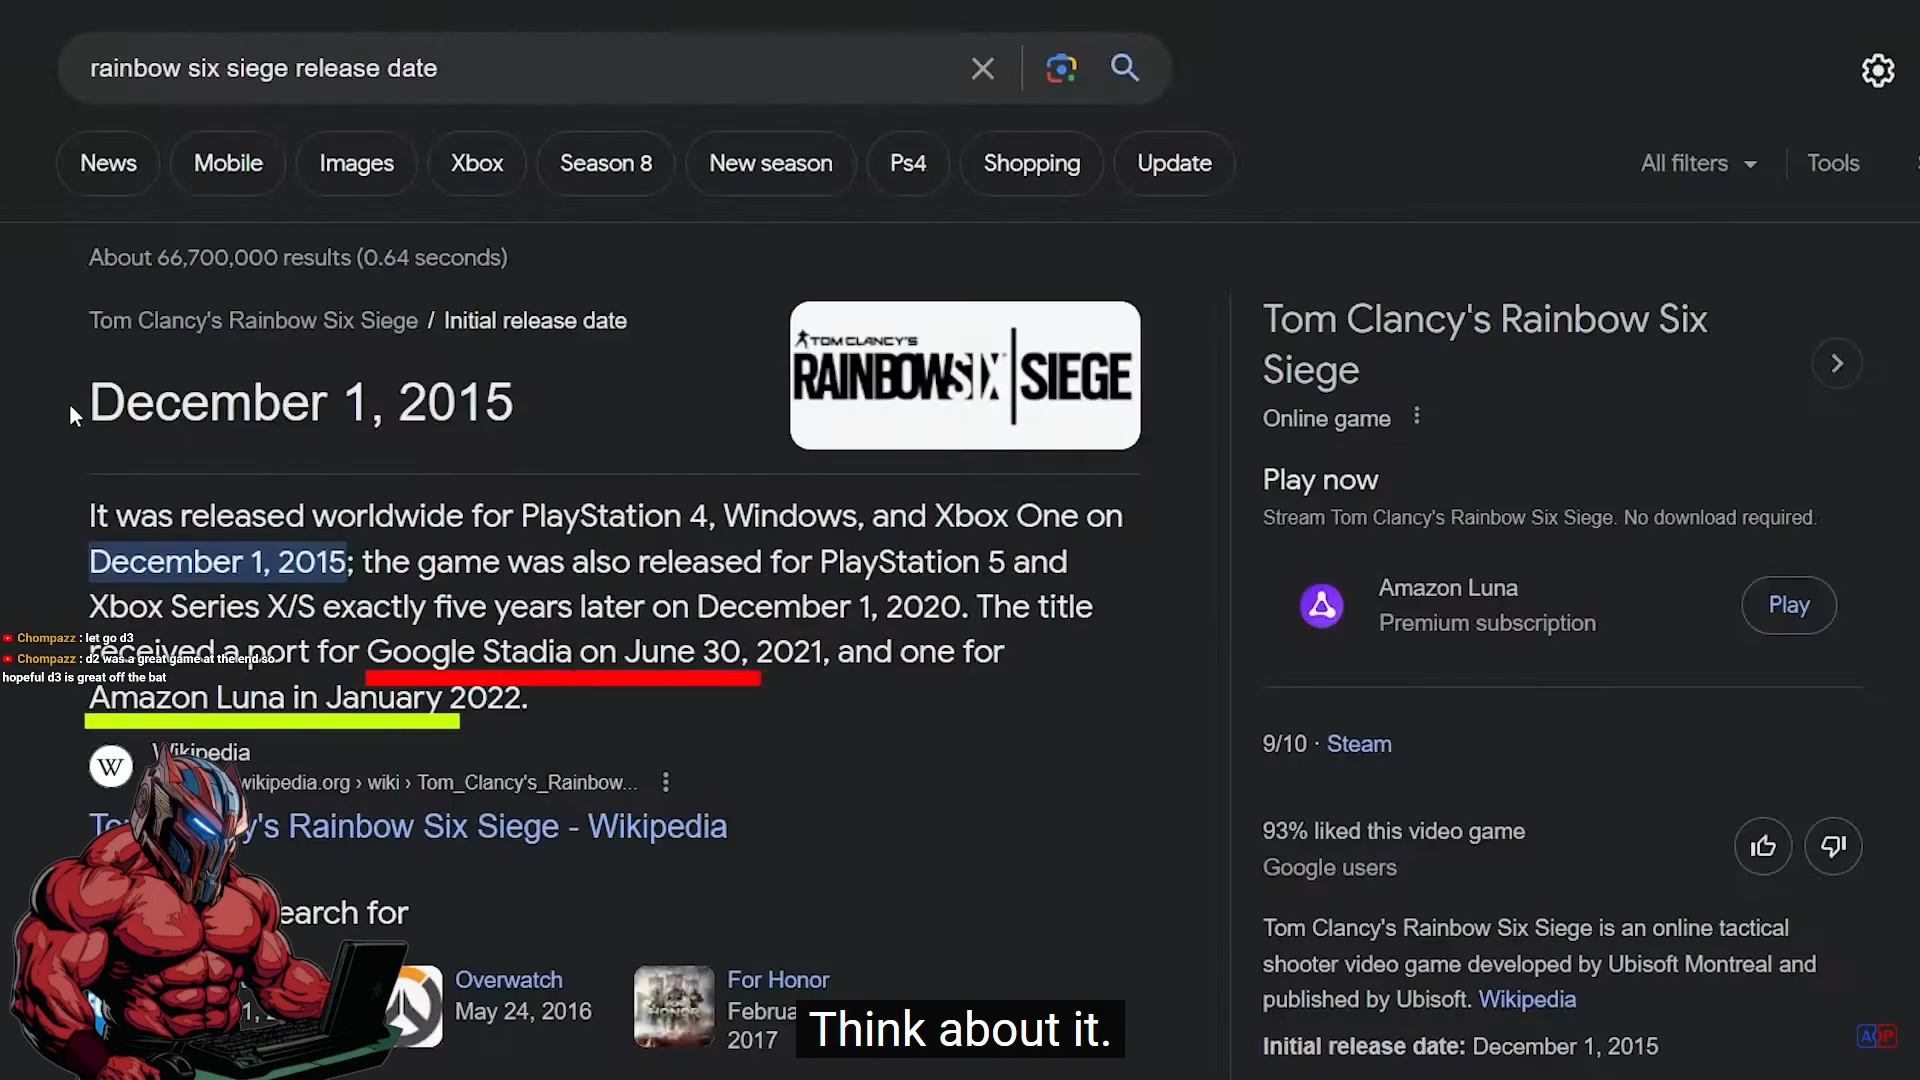 rainbow six siege release date
News
Mobile
Images
Xbox
Season 8
New season
Ps4
Shopping
Update
All filters
Tools
About 66,700,000 results (0.64 seconds)
Tom Clancy's Rainbow Six Siege / Initial release date
December 1, 2015
TOM CLANCY'S
RAINBOWSIX SIEGE
It was released worldwide for PlayStation 4, Windows, and Xbox One on
December 1, 2015; the game was also released for PlayStation 5 and
Xbox Series X/S exactly five years later on December 1, 2020. The title
received a port for Google Stadia on June 30, 2021, and one for
Amazon Luna in January 2022.
Chompazz : let go d3
Chompazz : d2 was a great game at the end so
hopeful d3 is great off the bat
W
Wikipedia
wikipedia.org › wiki › Tom_Clancy's_Rainbow...
y's Rainbow Six Siege - Wikipedia
earch for
Overwatch
May 24, 2016
For Honor
Februa
2017
HONOR
Think about it.
Tom Clancy's Rainbow Six
Siege
Online game
Play now
Stream Tom Clancy's Rainbow Six Siege. No download required.
Amazon Luna
Premium subscription
Play
9/10 · Steam
93% liked this video game
Google users
Tom Clancy's Rainbow Six Siege is an online tactical
shooter video game developed by Ubisoft Montreal and
published by Ubisoft. Wikipedia
Initial release date: December 1, 2015
AOP